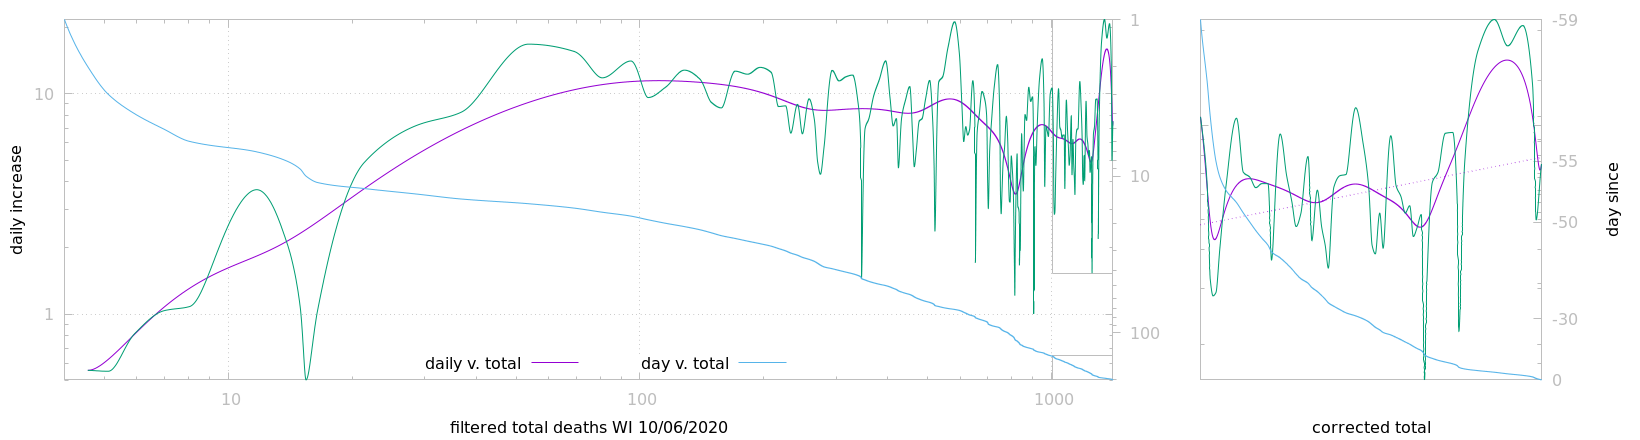 daily increase
10
1
daily v. total
day v. total
10
100
1000
filtered total deaths WI 10/06/2020
1
10
100
-59
-55
-50
-30
0
day since
corrected total